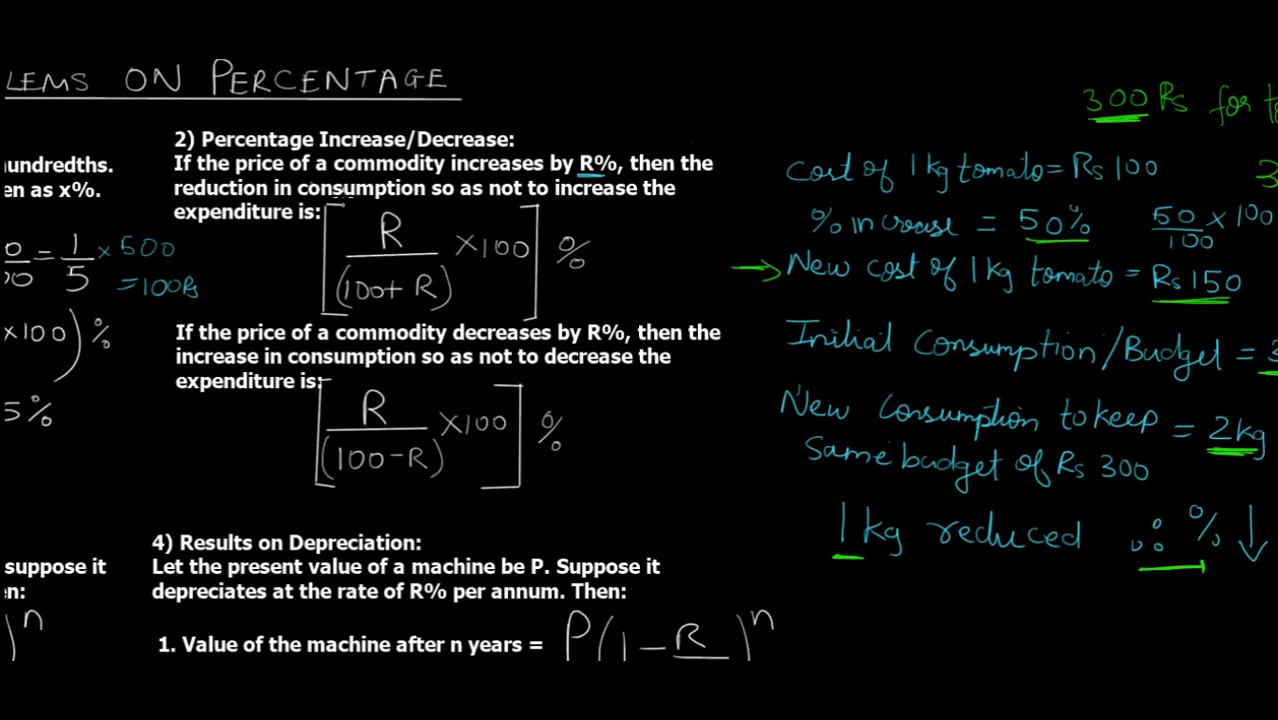 LEMS ON PERCENTAGE
hundredths.
en as x%.
= 1/5 × 500
= 100Rs
×100) %
5%
2) Percentage Increase/Decrease:
If the price of a commodity increases by R%, then the
reduction in consumption so as not to increase the
expenditure is:
[R/(100+R) ×100] %
If the price of a commodity decreases by R%, then the
increase in consumption so as not to decrease the
expenditure is:
[R/(100-R) ×100] %
suppose it
en:
)^n
4) Results on Depreciation:
Let the present value of a machine be P. Suppose it
depreciates at the rate of R% per annum. Then:
1. Value of the machine after n years = P(1 - R)^n
300 Rs for
Cost of 1 kg tomato = Rs 100
% increase = 50% 50/100 × 100
→ New cost of 1 kg tomato = Rs 150
Initial Consumption/Budget =
New Consumption to keep = 2kg
Same budget of Rs 300
1 kg reduced ∴ % ↓